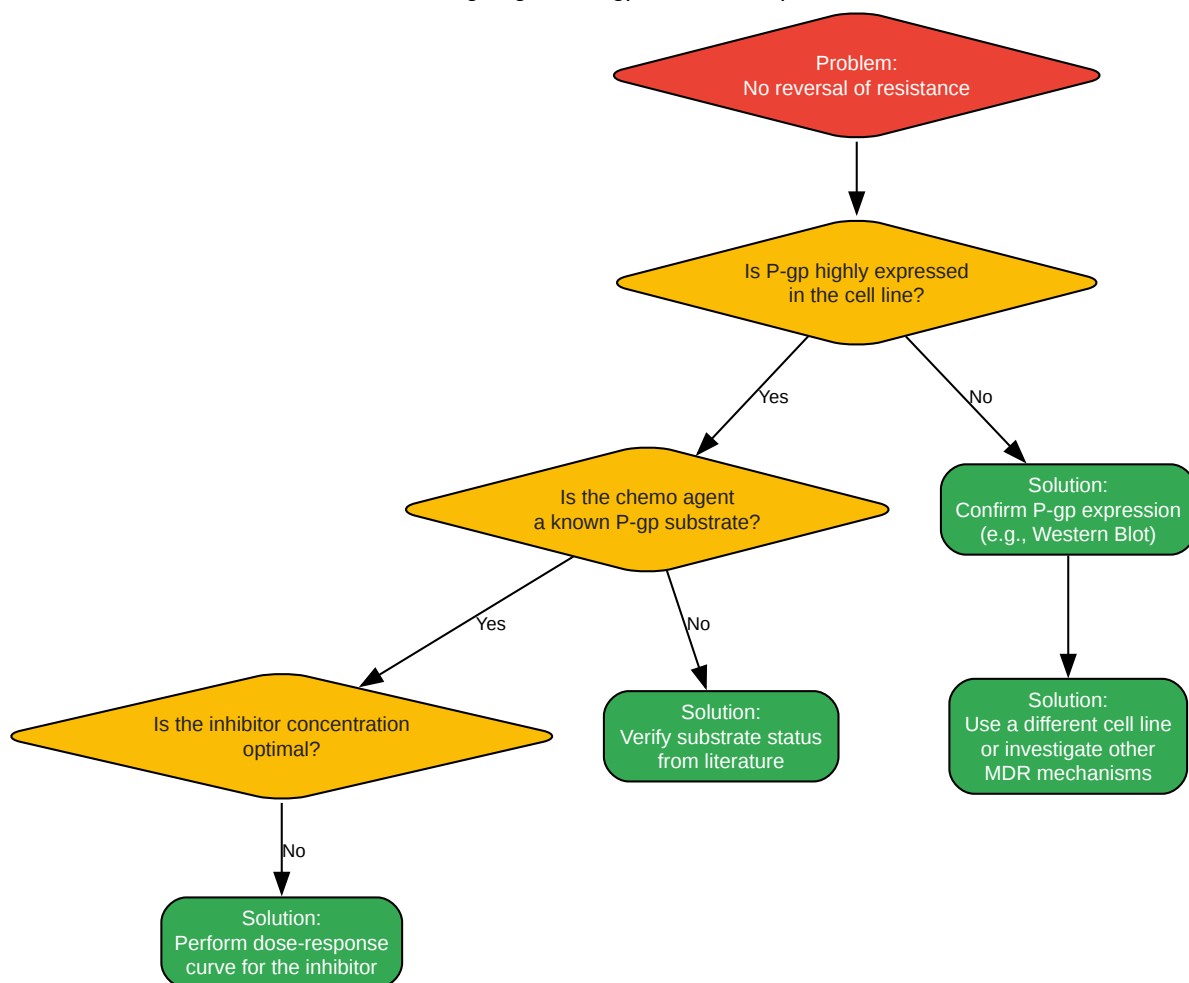 Problem:
No reversal of resistance
Is P-gp highly expressed
in the cell line?
Yes
No
Is the chemo agent
a known P-gp substrate?
Solution:
Confirm P-gp expression
(e.g., Western Blot)
Yes
No
Is the inhibitor concentration
optimal?
Solution:
Verify substrate status
from literature
Solution:
Use a different cell line
or investigate other
MDR mechanisms
No
Solution:
Perform dose-response
curve for the inhibitor